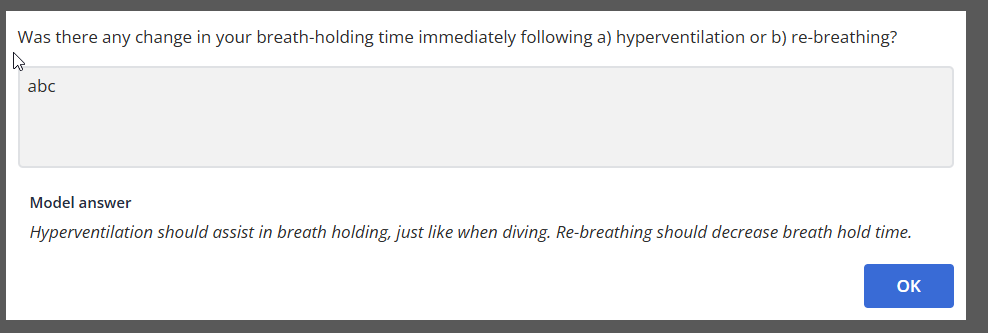 Was there any change in your breath-holding time immediately following a) hyperventilation or b) re-breathing?
abc
Model answer
Hyperventilation should assist in breath holding, just like when diving. Re-breathing should decrease breath hold time.
OK